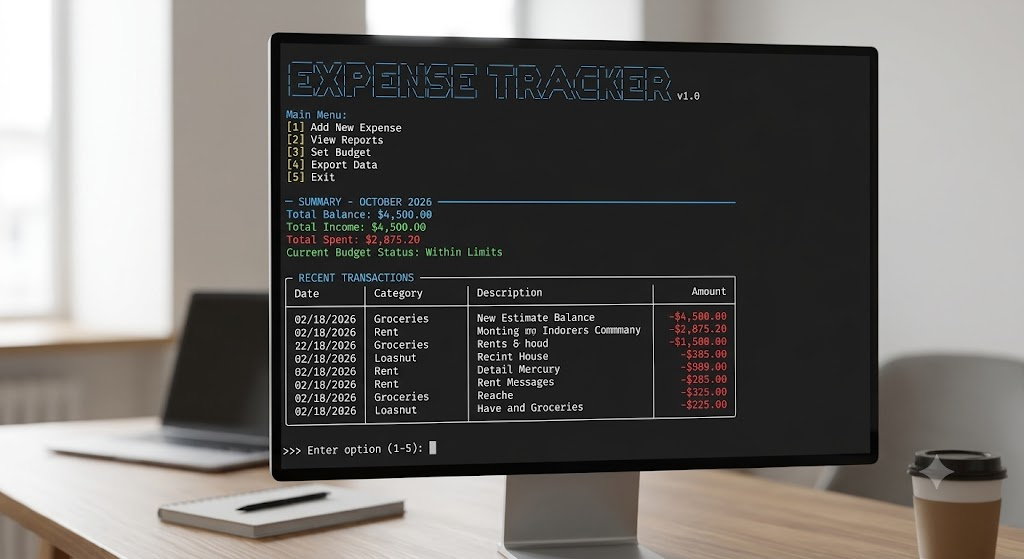 EXPENSE TRACKER v1.0
Main Menu:
[1] Add New Expense
[2] View Reports
[3] Set Budget
[4] Export Data
[5] Exit
SUMMARY - OCTOBER 2026
Total Balance: $4,500.00
Total Income: $4,500.00
Total Spent: $2,875.20
Current Budget Status: Within Limits
RECENT TRANSACTIONS
Date Category Description Amount
02/18/2026 Groceries New Estimate Balance -$4,500.00
02/18/2026 Rent Monting Indorers Commmany -$2,875.20
22/18/2026 Groceries Rents & houd -$1,500.00
02/18/2026 Loashut Recint House -$385.00
02/18/2026 Rent Detail Mercury -$989.00
02/18/2026 Rent Rent Messages -$285.00
02/18/2026 Groceries Reache -$325.00
02/18/2026 Loasnut Have and Groceries -$225.00
>>> Enter option (1-5):